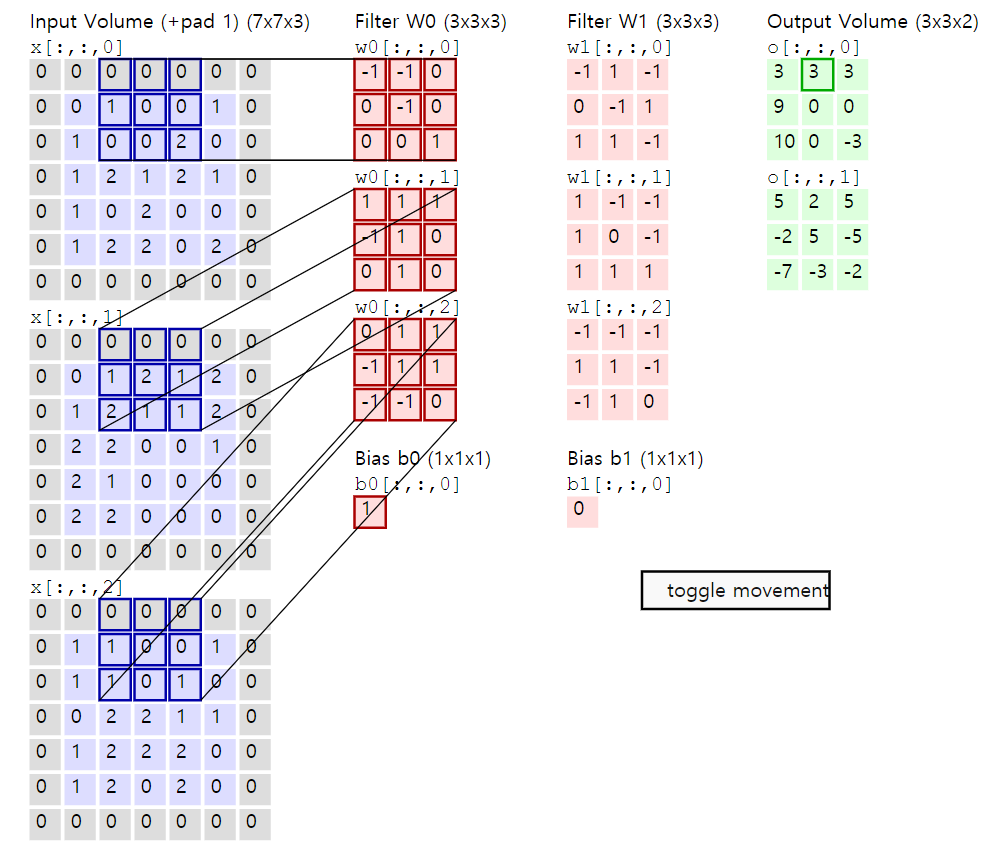 Input Volume (+pad 1) (7x7x3)
x[:,:,0]
0 0 0 0 0 0 0
0 0 1 0 0 1 0
0 1 0 0 2 0 0
0 1 2 1 2 1 0
0 1 0 2 0 0 0
0 1 2 2 0 2 0
0 0 0 0 0 0 0
x[:,:,1]
0 0 0 0 0 0 0
0 0 1 2 1 2 0
0 1 2 1 1 2 0
0 2 2 0 0 1 0
0 2 1 0 0 0 0
0 2 2 0 0 0 0
0 0 0 0 0 0 0
x[:,:,2]
0 0 0 0 0 0 0
0 1 1 0 0 1 0
0 1 1 0 1 0 0
0 0 2 2 1 1 0
0 1 2 2 2 0 0
0 1 2 0 2 0 0
0 0 0 0 0 0 0
Filter W0 (3x3x3)
w0[:,:,0]
-1 -1 0
0 -1 0
0 0 1
w0[:,:,1]
1 1 1
-1 1 0
0 1 0
w0[:,:,2]
0 1 1
-1 1 1
-1 -1 0
Bias b0 (1x1x1)
b0[:,:,0]
1
Filter W1 (3x3x3)
w1[:,:,0]
-1 1 -1
0 -1 1
1 1 -1
w1[:,:,1]
1 -1 -1
1 0 -1
1 1 1
w1[:,:,2]
-1 -1 -1
1 1 -1
-1 1 0
Bias b1 (1x1x1)
b1[:,:,0]
0
Output Volume (3x3x2)
o[:,:,0]
3 3 3
9 0 0
10 0 -3
o[:,:,1]
5 2 5
-2 5 -5
-7 -3 -2
toggle movement